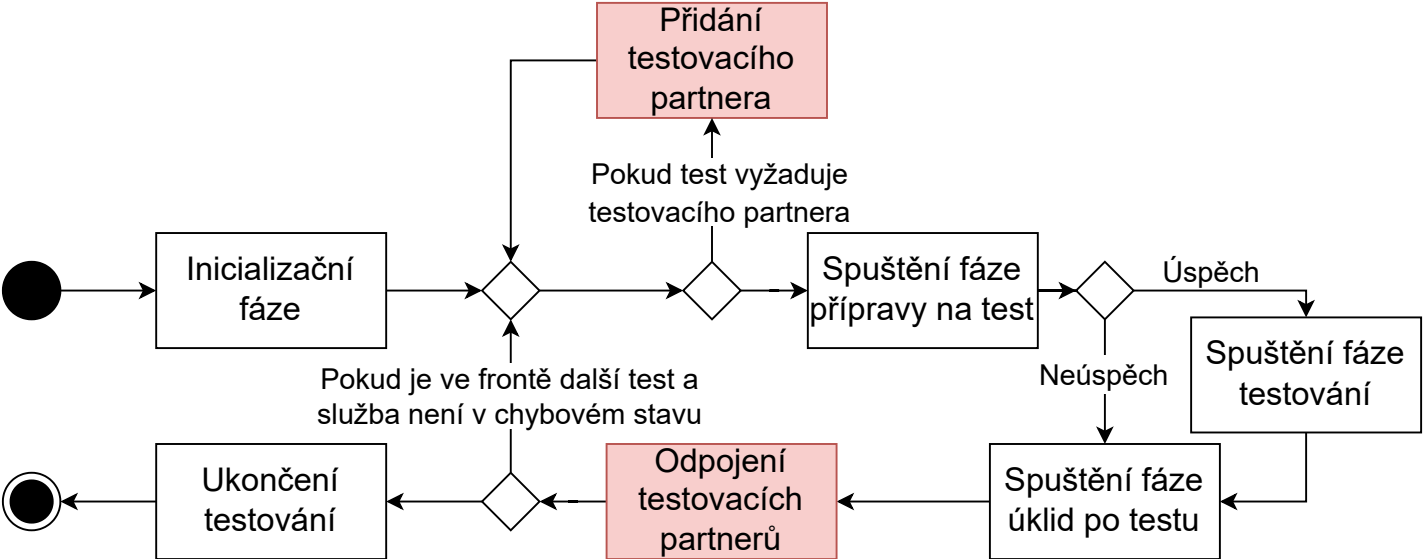 Přidání
testovacího
partnera
Pokud test vyžaduje
testovacího partnera
Inicializační
fáze
Spuštění fáze
přípravy na test
Úspěch
Spuštění fáze
testování
Neúspěch
Pokud je ve frontě další test a
služba není v chybovém stavu
Ukončení
testování
Odpojení
testovacích
partnerů
Spuštění fáze
úklid po testu